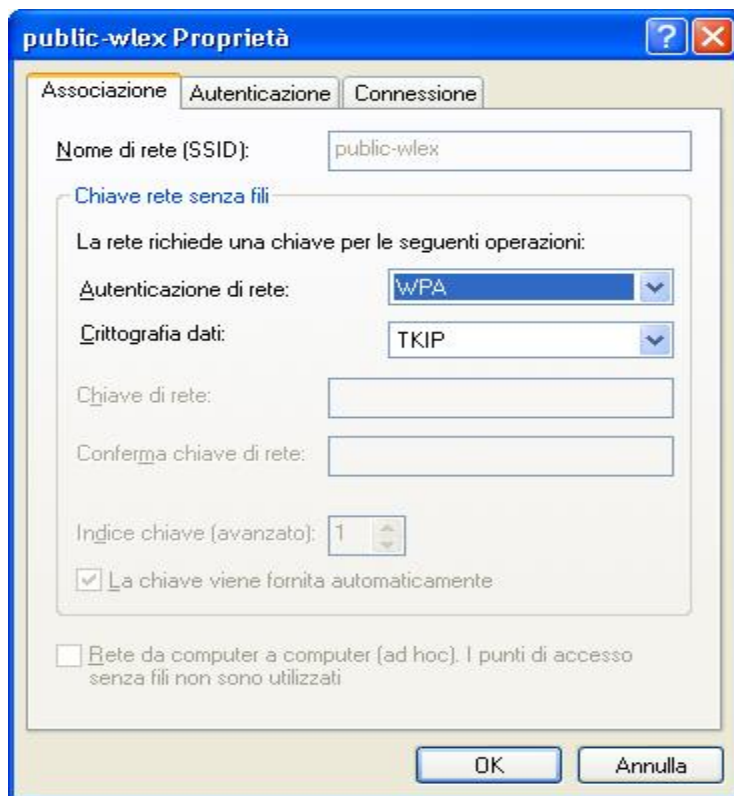 public-wlex Proprietà
Associazione Autenticazione Connessione
Nome di rete (SSID): public-wlex
Chiave rete senza fili
La rete richiede una chiave per le seguenti operazioni:
Autenticazione di rete: WPA
Crittografia dati: TKIP
Chiave di rete:
Conferma chiave di rete:
Indice chiave (avanzato): 1
La chiave viene fornita automaticamente
Rete da computer a computer (ad hoc). I punti di accesso
senza fili non sono utilizzati
OK Annulla